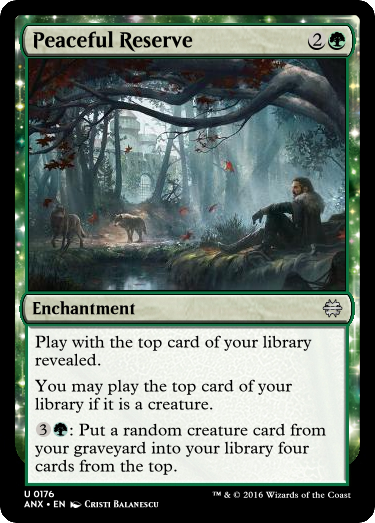 Peaceful Reserve 2
Enchantment
Play with the top card of your library
revealed.
You may play the top card of your
library if it is a creature.
3 : Put a random creature card from
your graveyard into your library four
cards from the top.
U 0176
ANX • EN Cristi Balanescu
™ & © 2016 Wizards of the Coast